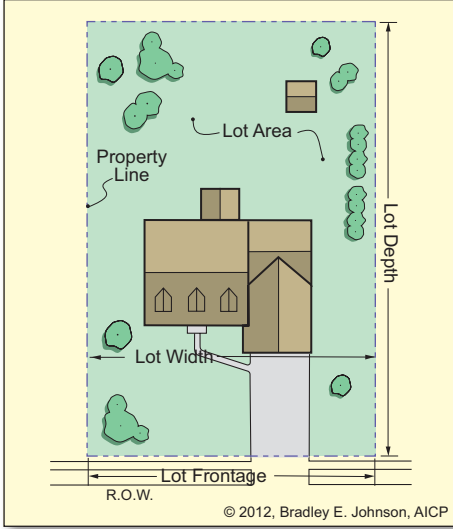 Lot Area
Property
Line
Lot Depth
Lot Width
Lot Frontage
R.O.W.
© 2012, Bradley E. Johnson, AICP